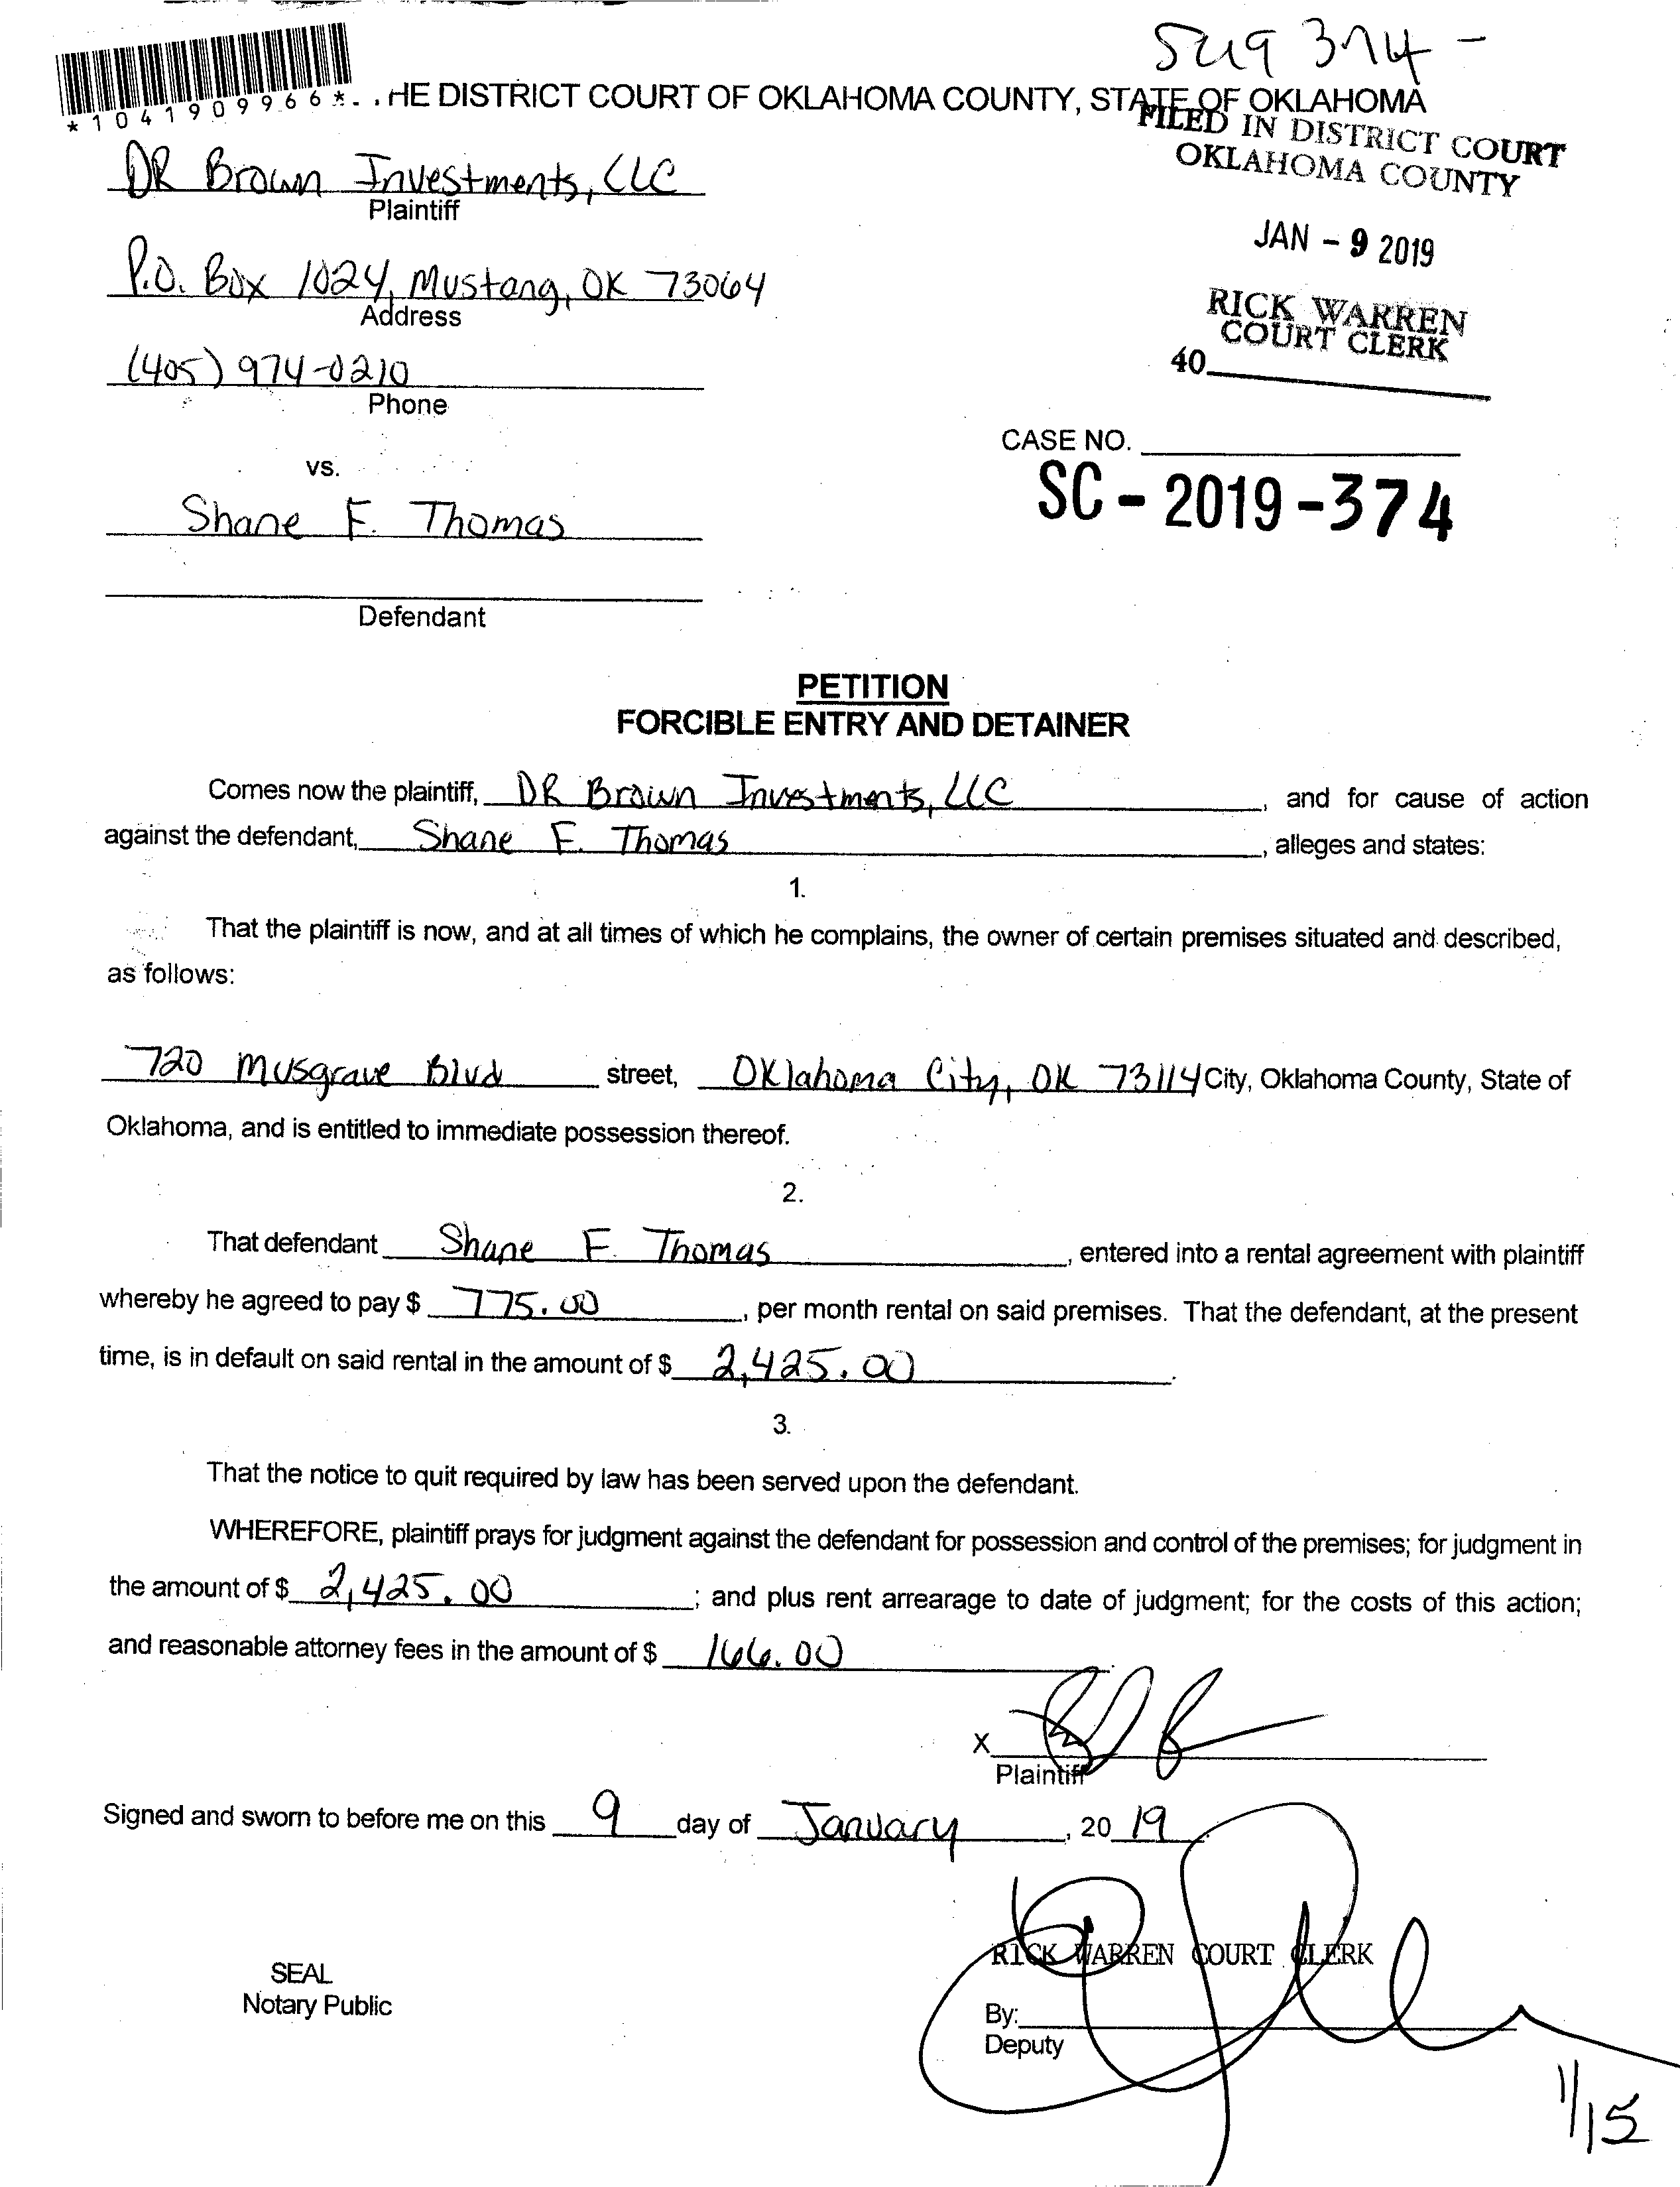 374 -
*1041909966*
HE DISTRICT COURT OF OKLAHOMA COUNTY, STATE OF OKLAHOMA
FILED IN DISTRICT COURT
OKLAHOMA COUNTY
JAN - 9 2019
RICK WARREN
COURT CLERK
40
DR Brown Investments, LLC
Plaintiff
P.O. Box 1024, Mustang, OK 73064
Address
(405) 974-0210
Phone
CASE NO.
SC - 2019 - 374
vs.
Shane F. Thomas
Defendant
PETITION
FORCIBLE ENTRY AND DETAINER
Comes now the plaintiff, DR Brown Investments, LLC, and for cause of action
against the defendant, Shane F. Thomas, alleges and states:
1.
That the plaintiff is now, and at all times of which he complains, the owner of certain premises situated and described,
as follows:
720 Musgrave Blvd street, Oklahoma City, OK 73114 City, Oklahoma County, State of
Oklahoma, and is entitled to immediate possession thereof.
2.
That defendant Shane F. Thomas, entered into a rental agreement with plaintiff
whereby he agreed to pay $ 775.00, per month rental on said premises. That the defendant, at the present
time, is in default on said rental in the amount of $ 2,425.00.
3.
That the notice to quit required by law has been served upon the defendant.
WHEREFORE, plaintiff prays for judgment against the defendant for possession and control of the premises; for judgment in
the amount of $ 2,425.00; and plus rent arrearage to date of judgment; for the costs of this action;
and reasonable attorney fees in the amount of $ 166.00.
X
Plaintiff
Signed and sworn to before me on this 9 day of January, 20 19
RICK WARREN COURT CLERK
SEAL
Notary Public
By:
Deputy
1/15